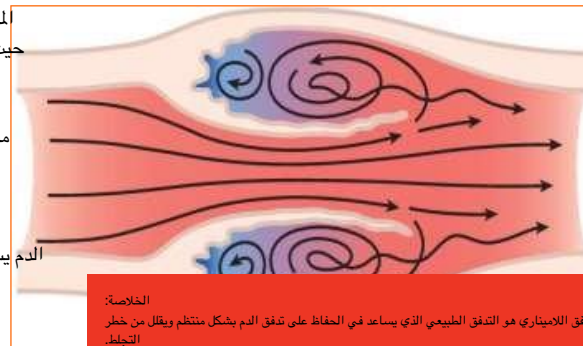 حيث
الدم
الخلاصة:
اللاميناري هو التدفق الطبيعي الذي يساعد في الحفاظ على تدفق الدم بشكل منتظم ويقلل من خطر
التجلط.